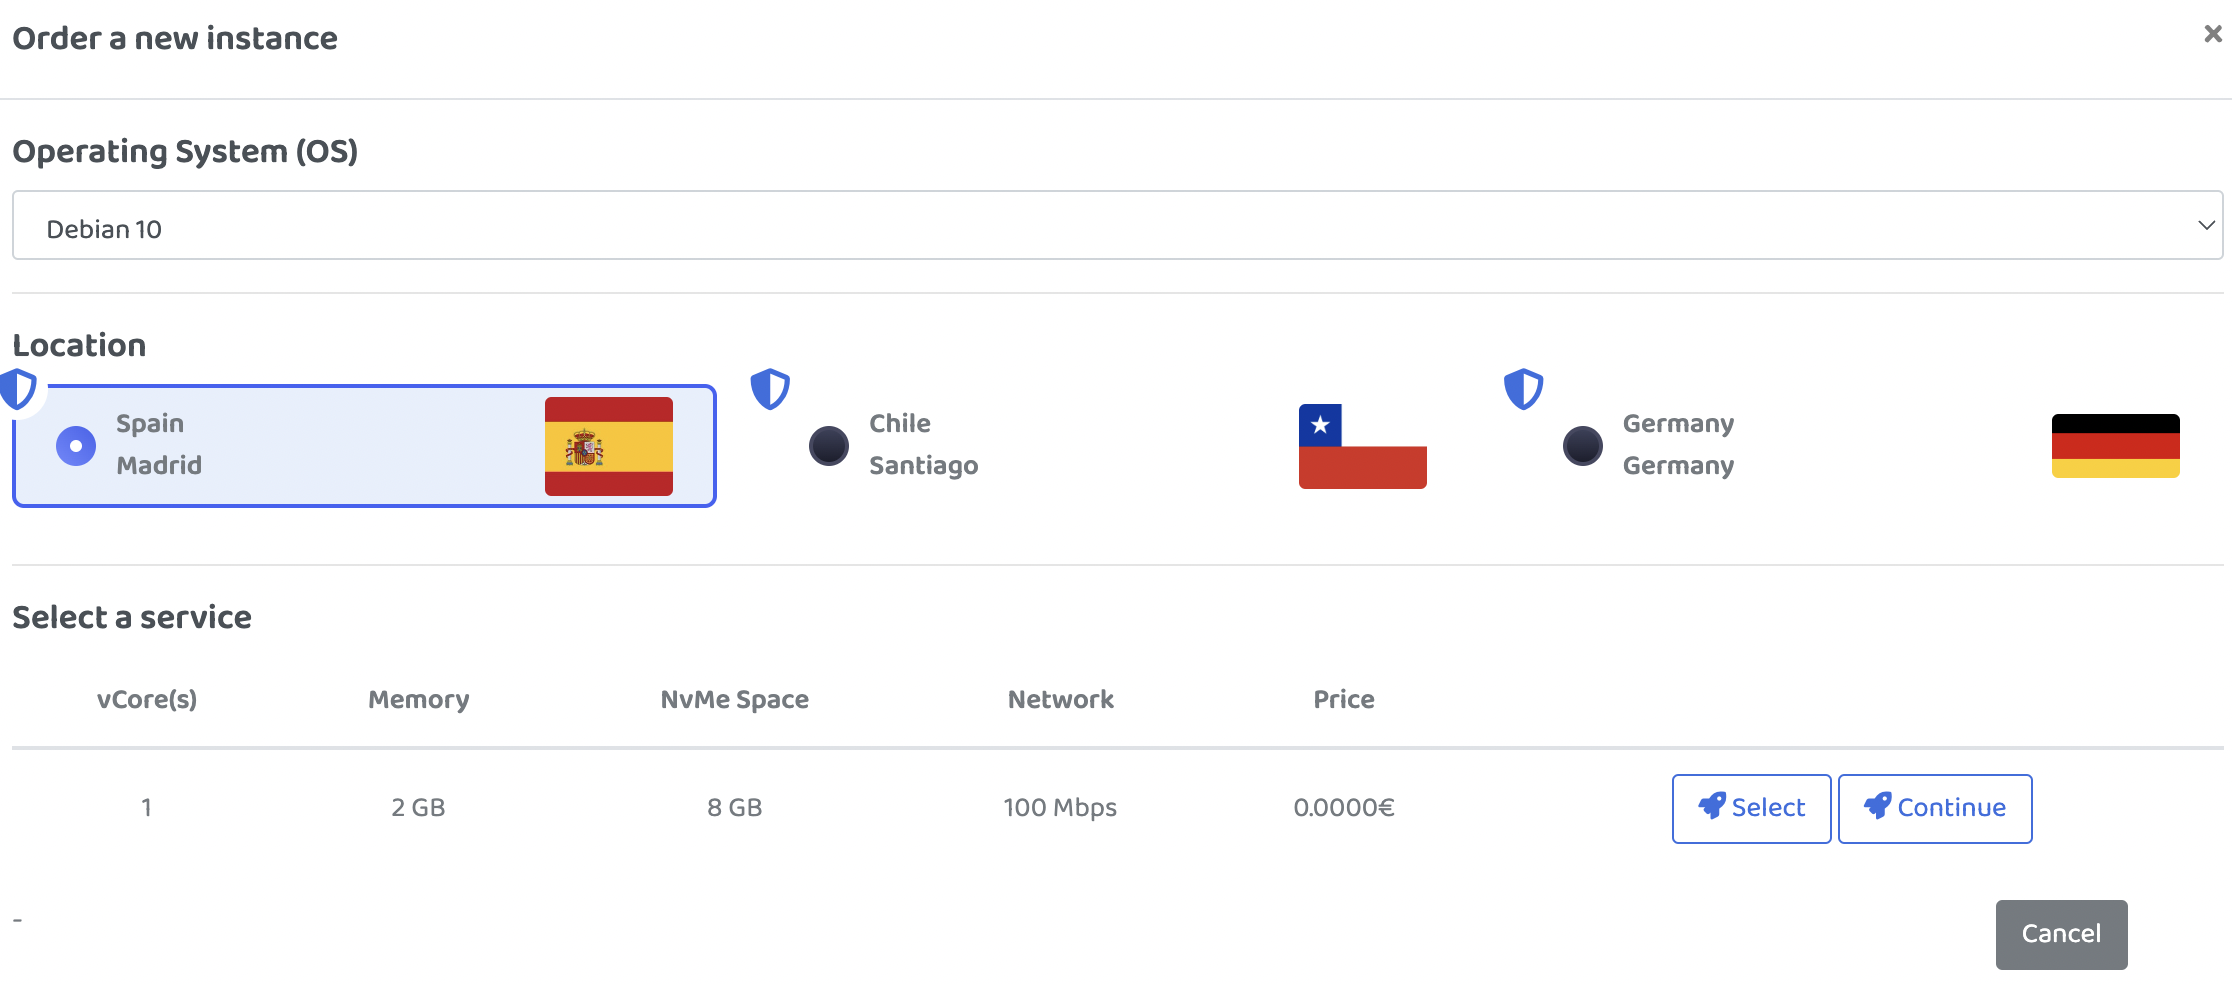 Order a new instance
×
Operating System (OS)
Debian 10
Location
Spain
Madrid
Chile
Santiago
Germany
Germany
Select a service
vCore(s) Memory NvMe Space Network Price
1 2 GB 8 GB 100 Mbps 0.0000€ Select Continue
-
Cancel